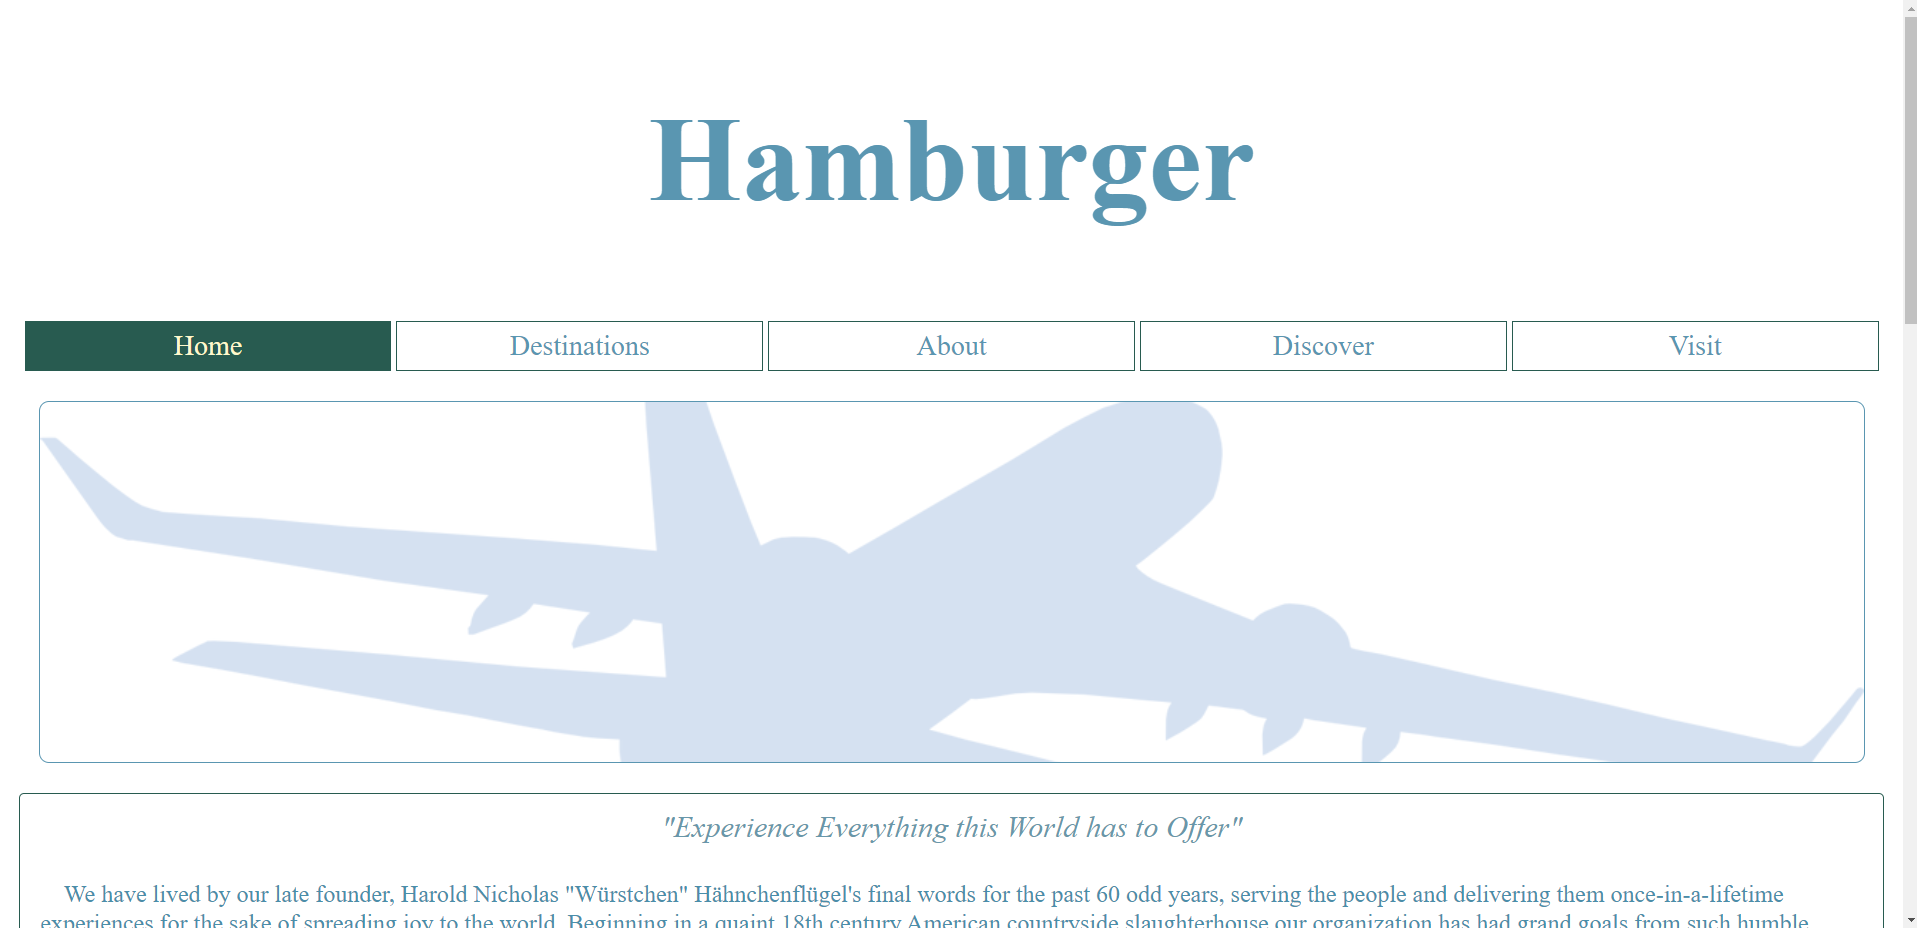 Hamburger
Home Destinations About Discover Visit
"Experience Everything this World has to Offer"
We have lived by our late founder, Harold Nicholas "Würstchen" Hähnchenflügel's final words for the past 60 odd years, serving the people and delivering them once-in-a-lifetime
experiences for the sake of spreading joy to the world. Beginning in a quaint 18th century American countryside slaughterhouse our organization has had grand goals from such humble